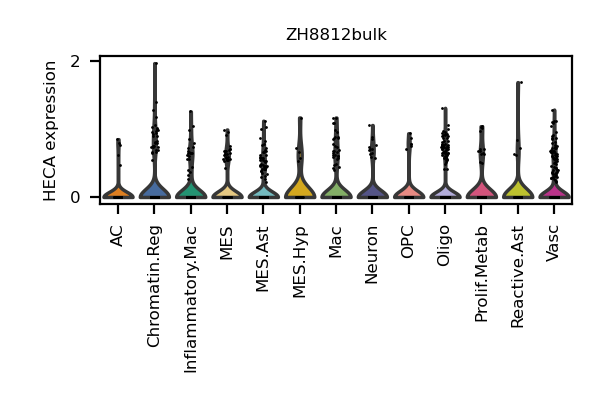 ZH8812bulk
HECA expression
2
0
AC
Chromatin.Reg
Inflammatory.Mac
MES
MES.Ast
MES.Hyp
Mac
Neuron
OPC
Oligo
Prolif.Metab
Reactive.Ast
Vasc